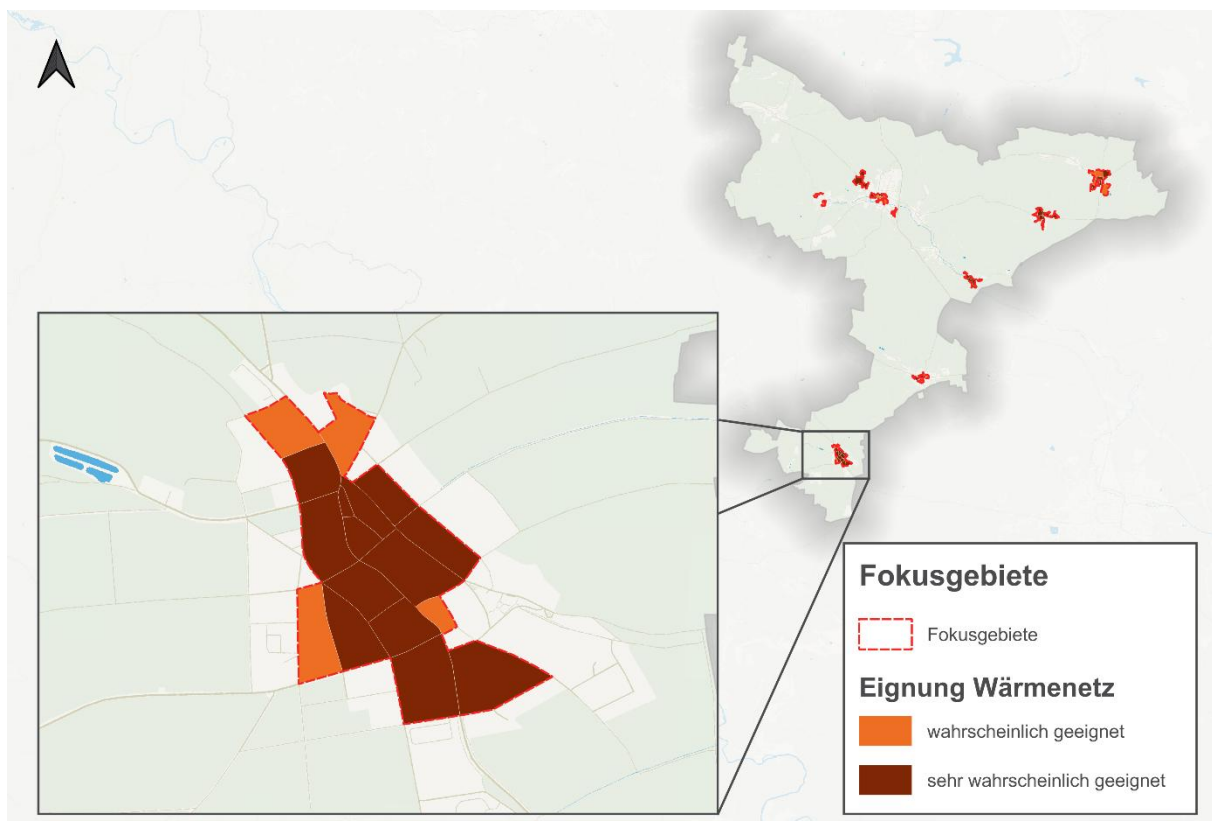 Fokusgebiete
Fokusgebiete
Eignung Wärmenetz
wahrscheinlich geeignet
sehr wahrscheinlich geeignet